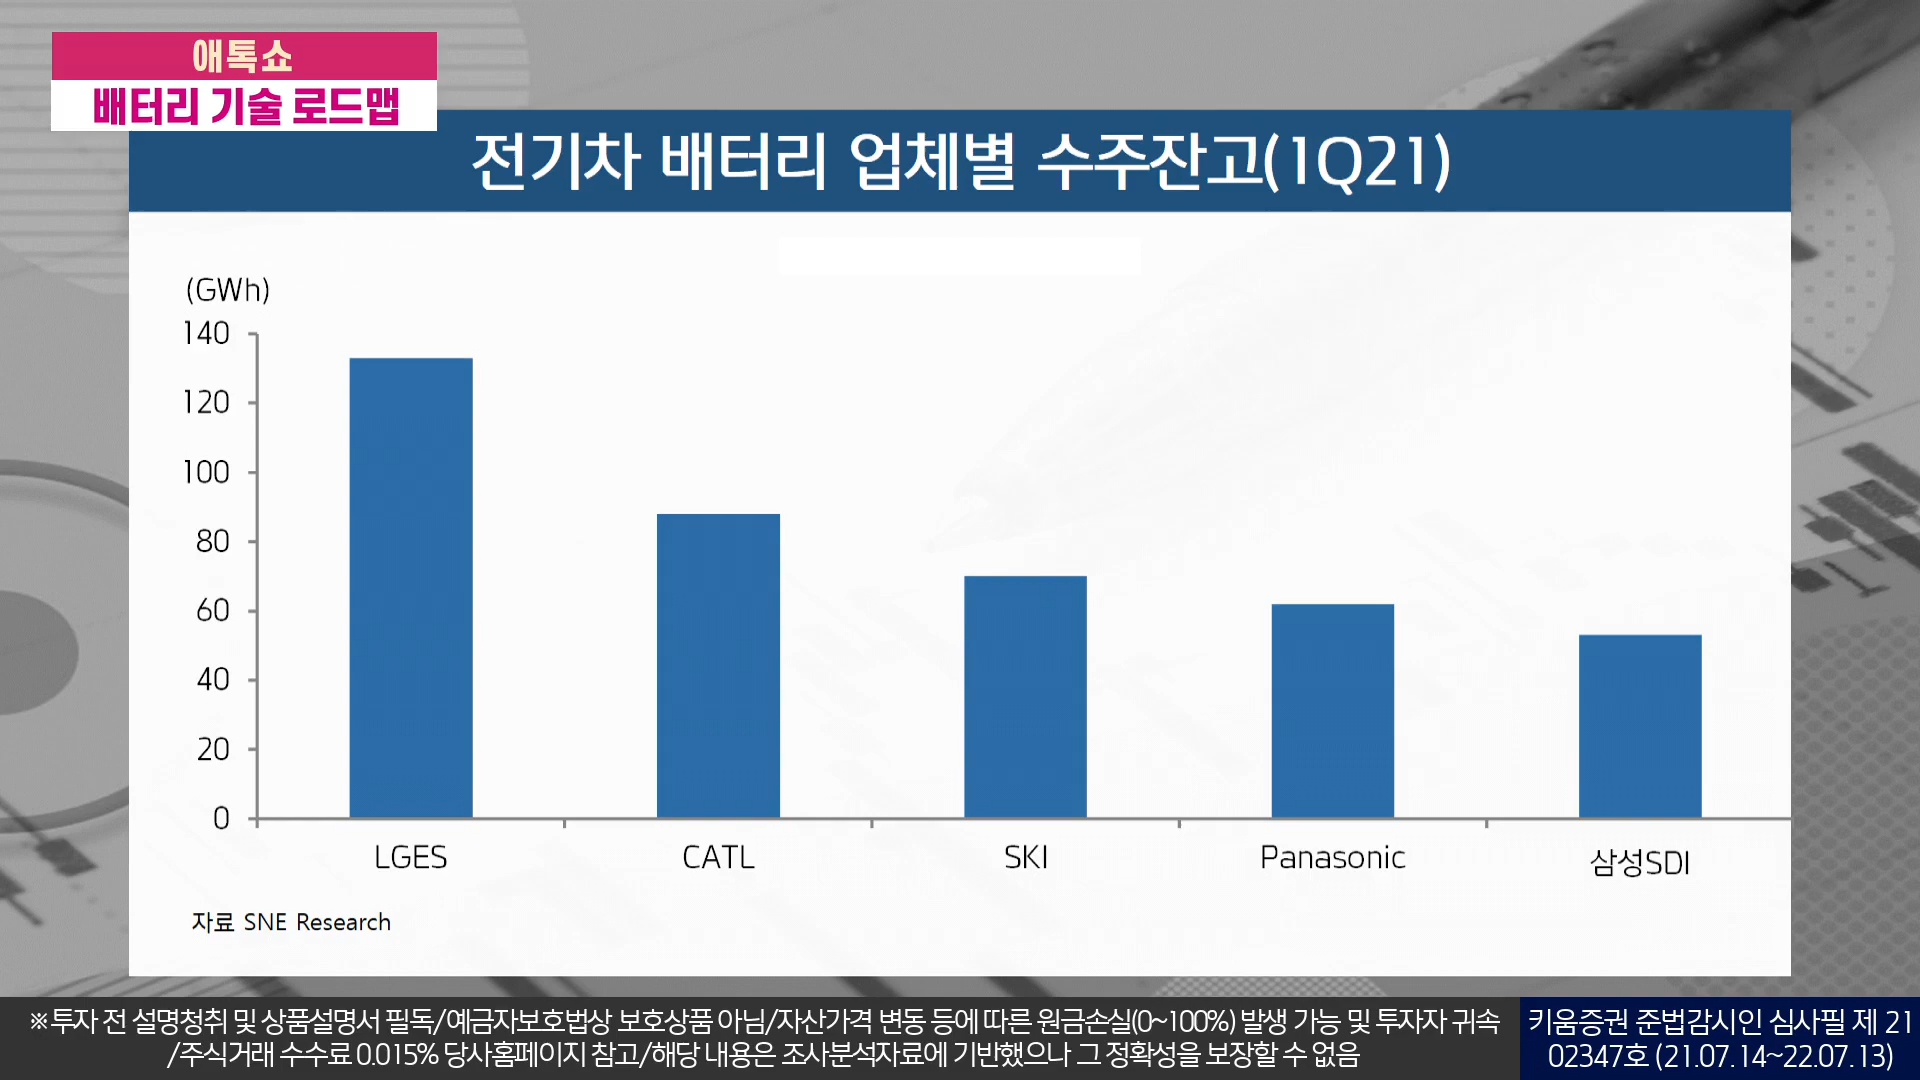 애톡쇼
배터리 기술 로드맵
전기차 배터리 업체별 수주잔고(1Q21)
(GWh)
140
120
100
80
60
40
20
0
LGES CATL SKI Panasonic 삼성SDI
자료 SNE Research
※투자 전 설명청취 및 상품설명서 필독/예금자보호법상 보호상품 아님/자산가격 변동 등에 따른 원금손실(0~100%) 발생 가능 및 투자자 귀속
/주식거래 수수료 0.015% 당사홈페이지 참고/해당 내용은 조사분석자료에 기반했으나 그 정확성을 보장할 수 없음
키움증권 준법감시인 심사필 제 21
02347호 (21.07.14~22.07.13)